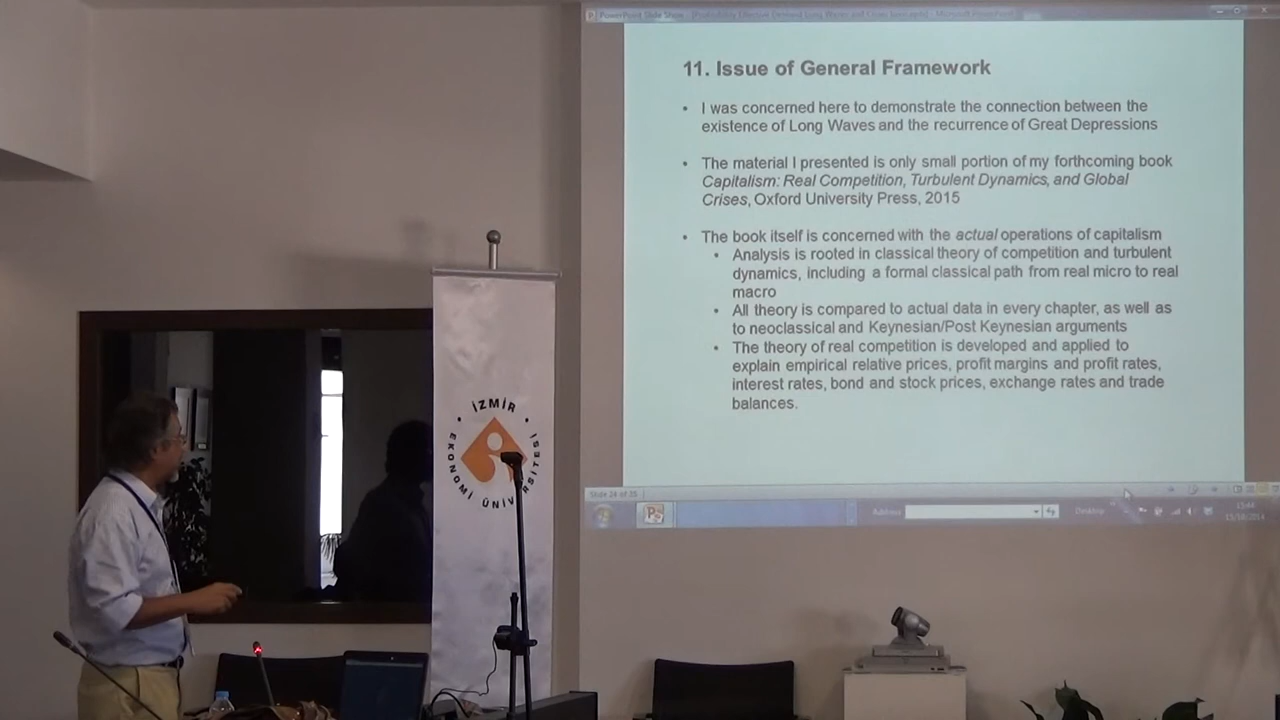 PowerPoint Slide Show
11. Issue of General Framework
• I was concerned here to demonstrate the connection between the
existence of Long Waves and the recurrence of Great Depressions
• The material I presented is only small portion of my forthcoming book
Capitalism: Real Competition, Turbulent Dynamics, and Global
Crises, Oxford University Press, 2015
• The book itself is concerned with the actual operations of capitalism
• Analysis is rooted in classical theory of competition and turbulent
dynamics, including a formal classical path from real micro to real
macro
• All theory is compared to actual data in every chapter, as well as
to neoclassical and Keynesian/Post Keynesian arguments
• The theory of real competition is developed and applied to
explain empirical relative prices, profit margins and profit rates,
interest rates, bond and stock prices, exchange rates and trade
balances.
Address
Desktop
İZMİR
EKONOMİ ÜNİV RSİTESİ